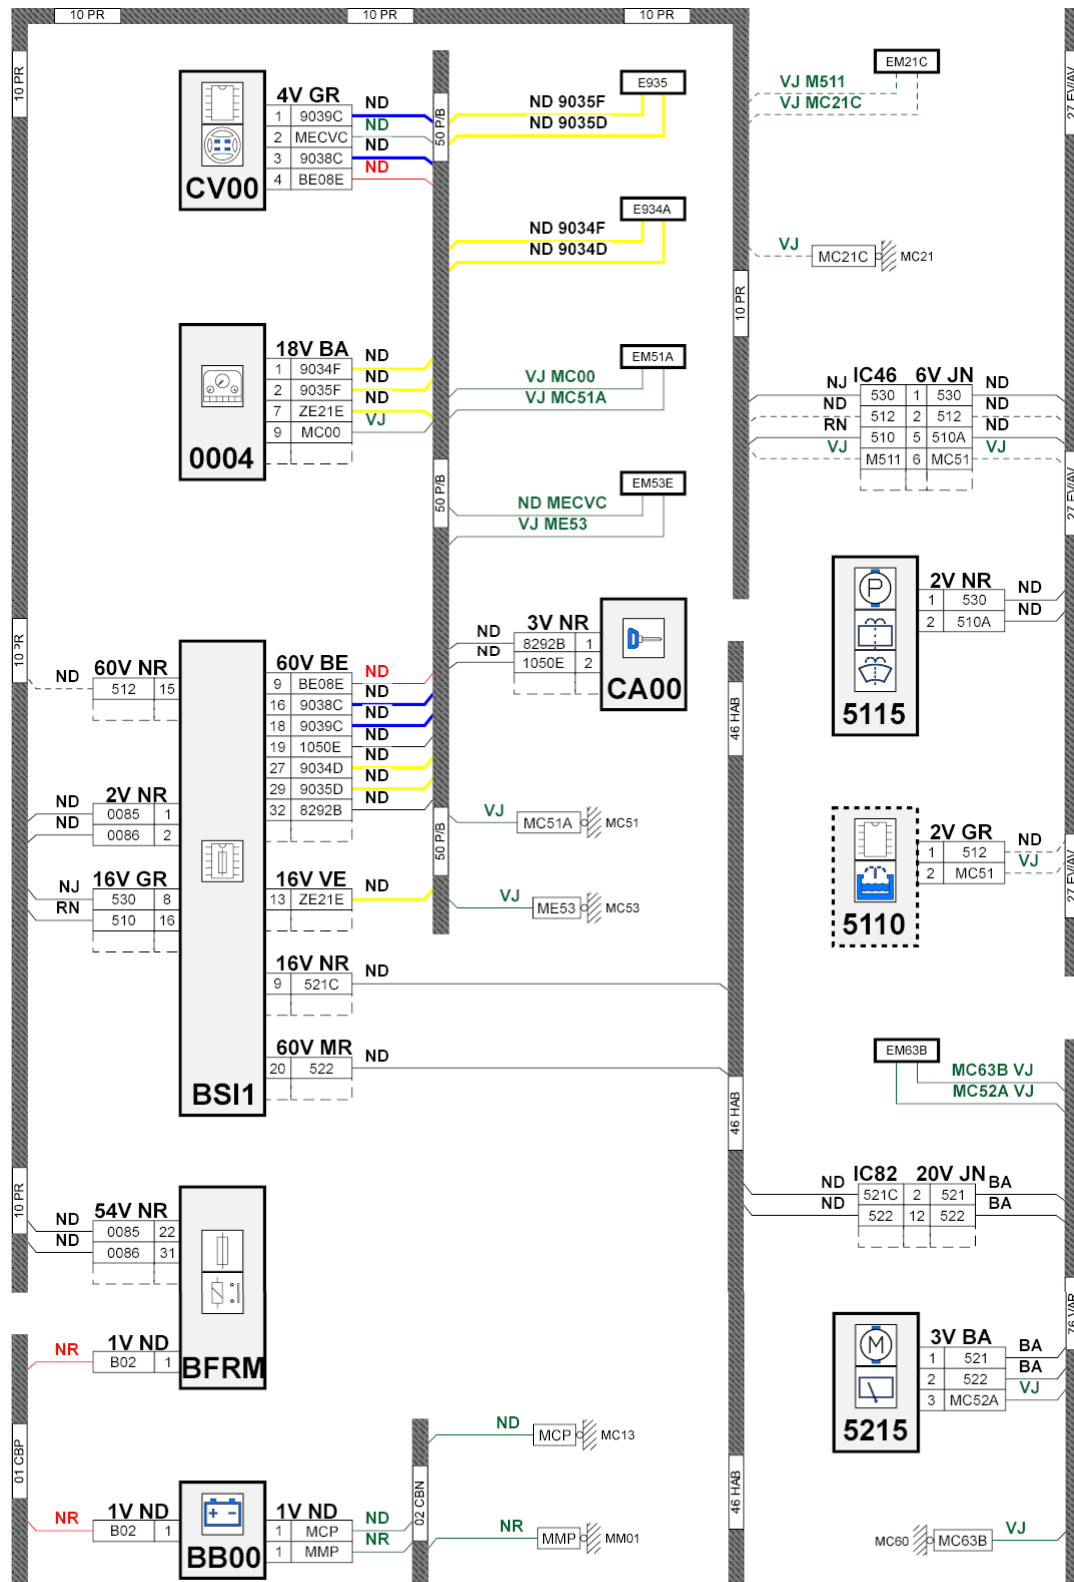 10 PR
10 PR
10 PR
10 PR
50 P/B
27 EV/AV
CV00
4V GR
1 9039C ND
2 MECVC ND
3 9038C ND
4 BE08E ND
E935
ND 9035F
ND 9035D
EM21C
VJ M511
VJ MC21C
E934A
ND 9034F
ND 9034D
VJ MC21C MC21
10 PR
0004
18V BA
1 9034F ND
2 9035F ND
7 ZE21E ND
9 MC00 VJ
EM51A
VJ MC00
VJ MC51A
IC46 6V JN
NJ 530 1 530 ND
ND 512 2 512 ND
RN 510 5 510A ND
VJ M511 6 MC51 VJ
50 P/B
27 EV/AV
EM53E
ND MECVC
VJ ME53
5115
2V NR
1 530 ND
2 510A ND
3V NR
ND 8292B 1
ND 1050E 2
CA00
10 PR
46 HAB
BSI1
60V NR
ND 512 15
60V BE
9 BE08E ND
16 9038C ND
18 9039C ND
19 1050E ND
27 9034D ND
29 9035D ND
32 8292B ND
2V NR
ND 0085 1
ND 0086 2
16V GR
NJ 530 8
RN 510 16
16V VE
13 ZE21E ND
50 P/B
VJ MC51A MC51
VJ ME53 MC53
5110
2V GR
1 512 ND
2 MC51 VJ
27 EV/AV
16V NR
9 521C ND
60V MR
20 522 ND
46 HAB
EM63B
MC63B VJ
MC52A VJ
10 PR
54V NR
ND 0085 22
ND 0086 31
BFRM
1V ND
NR B02 1
IC82 20V JN
ND 521C 2 521 BA
ND 522 12 522 BA
76 VAR
5215
3V BA
1 521 BA
2 522 BA
3 MC52A VJ
01 CBP
02 CBN
46 HAB
ND MCP MC13
NR MMP MM01
BB00
1V ND
NR B02 1
1V ND
1 MCP ND
1 MMP NR
MC60 MC63B VJ